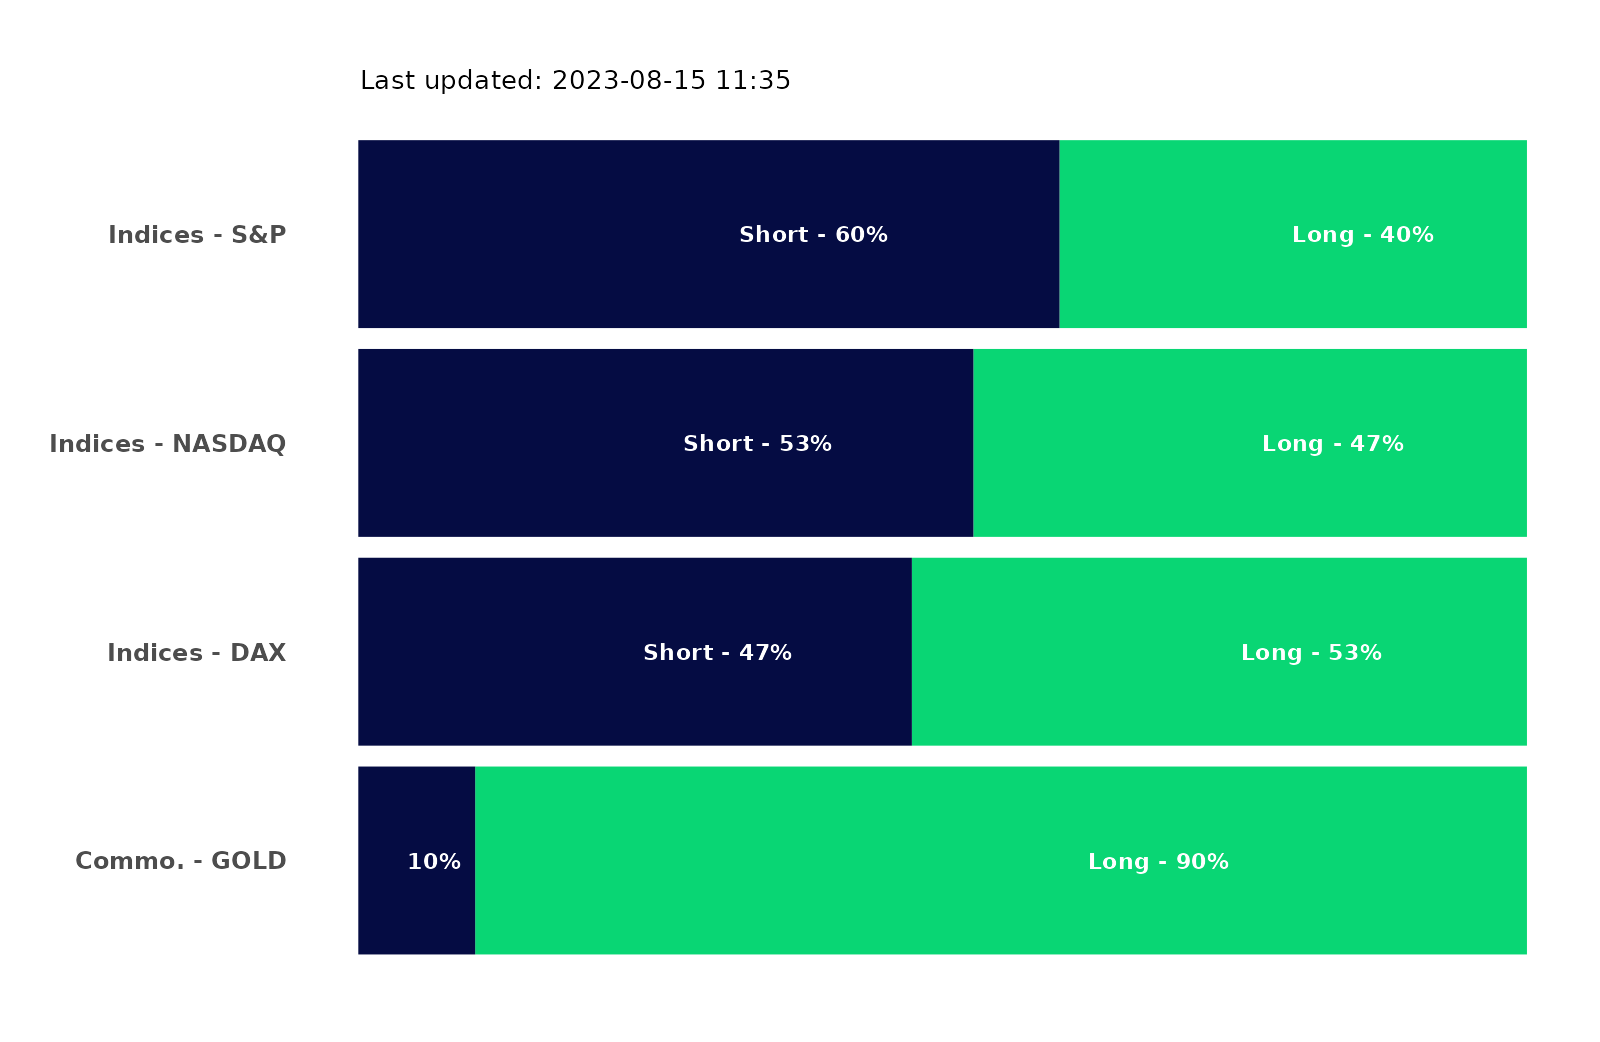 Last updated: 2023-08-15 11:35
Indices - S&P Short - 60% Long - 40%
Indices - NASDAQ Short - 53% Long - 47%
Indices - DAX Short - 47% Long - 53%
Commo. - GOLD 10% Long - 90%